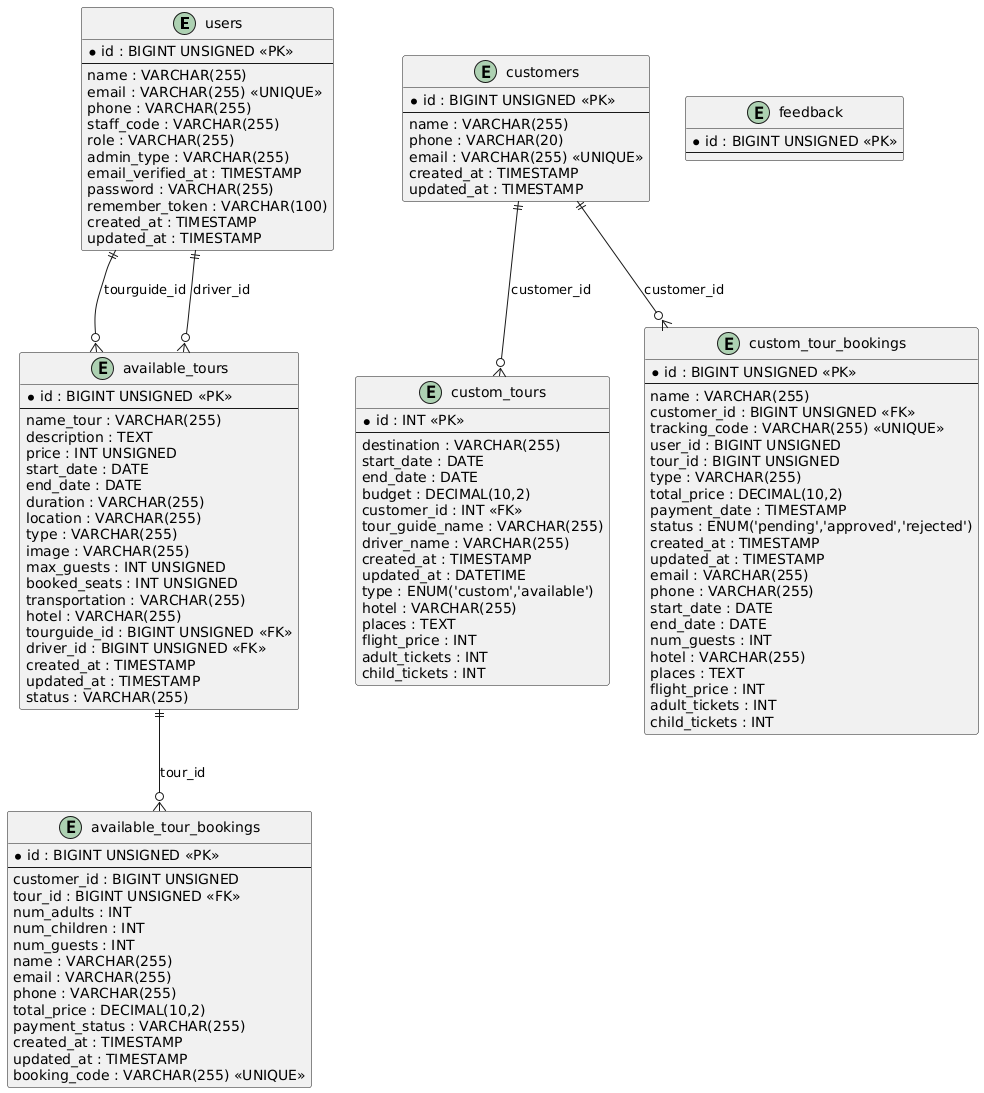 E users
* id : BIGINT UNSIGNED «PK»
name : VARCHAR(255)
email : VARCHAR(255) «UNIQUE»
phone : VARCHAR(255)
staff_code : VARCHAR(255)
role : VARCHAR(255)
admin_type : VARCHAR(255)
email_verified_at : TIMESTAMP
password : VARCHAR(255)
remember_token : VARCHAR(100)
created_at : TIMESTAMP
updated_at : TIMESTAMP
E customers
* id : BIGINT UNSIGNED «PK»
name : VARCHAR(255)
phone : VARCHAR(20)
email : VARCHAR(255) «UNIQUE»
created_at : TIMESTAMP
updated_at : TIMESTAMP
E feedback
* id : BIGINT UNSIGNED «PK»
tourguide_id
driver_id
customer_id
customer_id
E available_tours
* id : BIGINT UNSIGNED «PK»
name_tour : VARCHAR(255)
description : TEXT
price : INT UNSIGNED
start_date : DATE
end_date : DATE
duration : VARCHAR(255)
location : VARCHAR(255)
type : VARCHAR(255)
image : VARCHAR(255)
max_guests : INT UNSIGNED
booked_seats : INT UNSIGNED
transportation : VARCHAR(255)
hotel : VARCHAR(255)
tourguide_id : BIGINT UNSIGNED «FK»
driver_id : BIGINT UNSIGNED «FK»
created_at : TIMESTAMP
updated_at : TIMESTAMP
status : VARCHAR(255)
E custom_tours
* id : INT «PK»
destination : VARCHAR(255)
start_date : DATE
end_date : DATE
budget : DECIMAL(10,2)
customer_id : INT «FK»
tour_guide_name : VARCHAR(255)
driver_name : VARCHAR(255)
created_at : TIMESTAMP
updated_at : DATETIME
type : ENUM('custom','available')
hotel : VARCHAR(255)
places : TEXT
flight_price : INT
adult_tickets : INT
child_tickets : INT
E custom_tour_bookings
* id : BIGINT UNSIGNED «PK»
name : VARCHAR(255)
customer_id : BIGINT UNSIGNED «FK»
tracking_code : VARCHAR(255) «UNIQUE»
user_id : BIGINT UNSIGNED
tour_id : BIGINT UNSIGNED
type : VARCHAR(255)
total_price : DECIMAL(10,2)
payment_date : TIMESTAMP
status : ENUM('pending','approved','rejected')
created_at : TIMESTAMP
updated_at : TIMESTAMP
email : VARCHAR(255)
phone : VARCHAR(255)
start_date : DATE
end_date : DATE
num_guests : INT
hotel : VARCHAR(255)
places : TEXT
flight_price : INT
adult_tickets : INT
child_tickets : INT
tour_id
E available_tour_bookings
* id : BIGINT UNSIGNED «PK»
customer_id : BIGINT UNSIGNED
tour_id : BIGINT UNSIGNED «FK»
num_adults : INT
num_children : INT
num_guests : INT
name : VARCHAR(255)
email : VARCHAR(255)
phone : VARCHAR(255)
total_price : DECIMAL(10,2)
payment_status : VARCHAR(255)
created_at : TIMESTAMP
updated_at : TIMESTAMP
booking_code : VARCHAR(255) «UNIQUE»